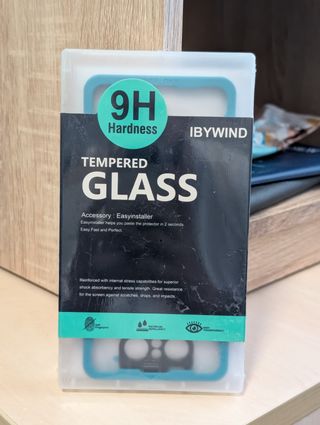 9H
Hardness
IBYWIND
TEMPERED
GLASS
Accessory : Easyinstaller
Easyinstaller helps you paste the protector in 2 seconds
Easy Fast and Perfect.
Reinforced with internal stress capabilities for superior
shock absorbency and tensile strength. Great resistance
for the screen against scratches, drops, and impacts.